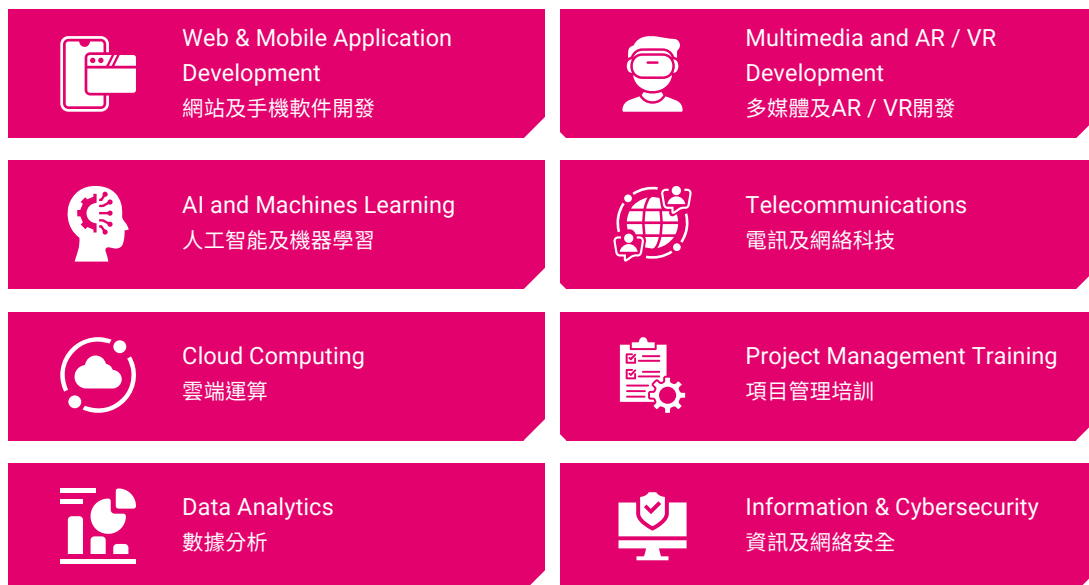 Web & Mobile Application
Development
網站及手機軟件開發
Multimedia and AR / VR
Development
多媒體及AR / VR開發
AI and Machines Learning
人工智能及機器學習
Telecommunications
電訊及網絡科技
Cloud Computing
雲端運算
Project Management Training
項目管理培訓
Data Analytics
數據分析
Information & Cybersecurity
資訊及網絡安全